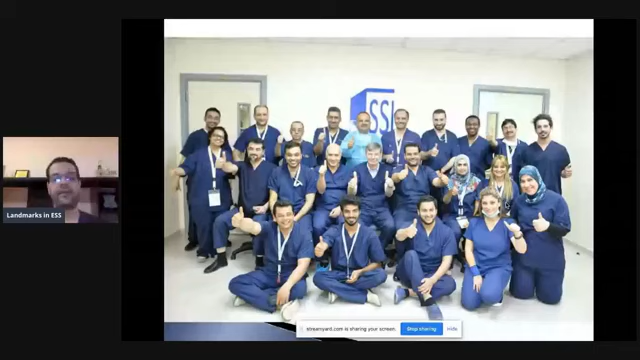 SSI
Landmarks in ESS
streamyard.com is sharing your screen.
Stop sharing
Hide